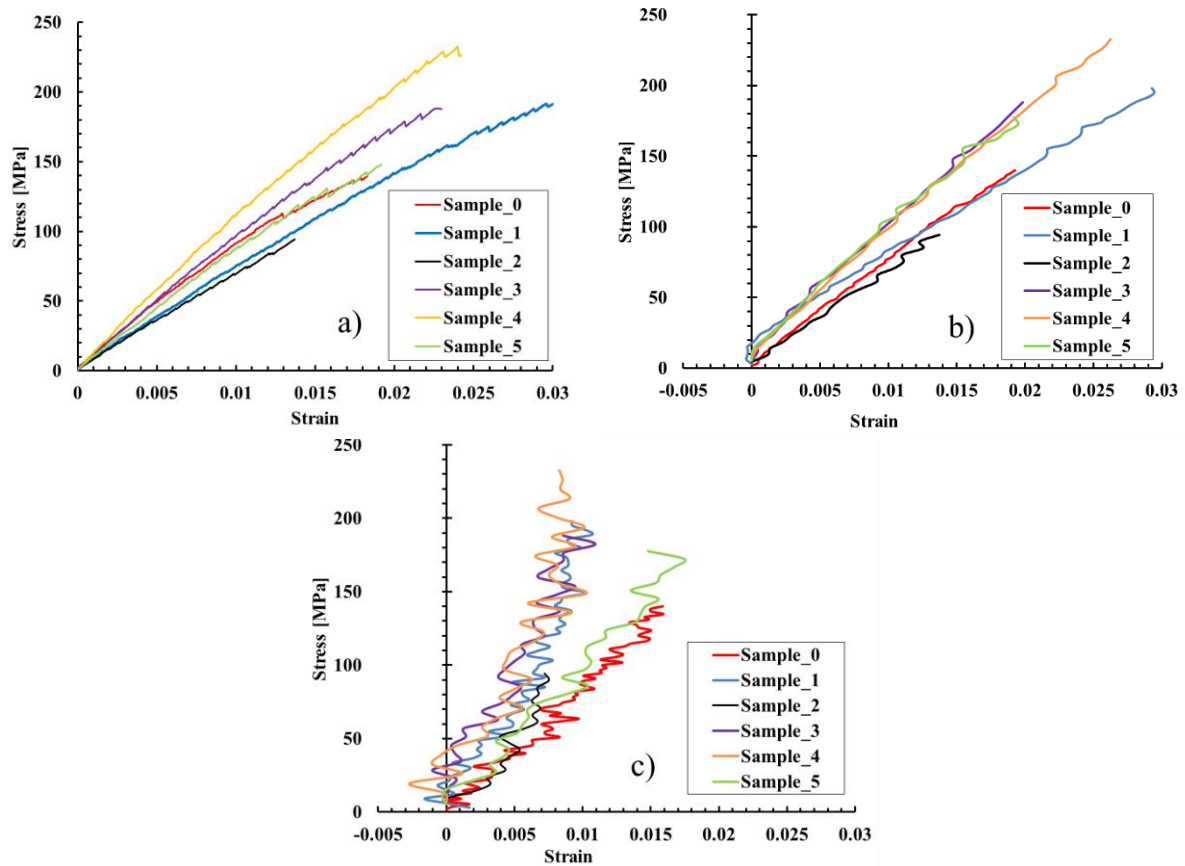 250
200
150
100
50
0
Stress [MPa]
0
0.005
0.01
0.015
0.02
0.025
0.03
Strain
Sample_0
Sample_1
Sample_2
Sample_3
Sample_4
Sample_5
a)
250
200
150
100
50
0
Stress [MPa]
-0.005
0
0.005
0.01
0.015
0.02
0.025
0.03
Strain
Sample_0
Sample_1
Sample_2
Sample_3
Sample_4
Sample_5
b)
250
200
150
100
50
0
Stress [MPa]
-0.005
0
0.005
0.01
0.015
0.02
0.025
0.03
Strain
Sample_0
Sample_1
Sample_2
Sample_3
Sample_4
Sample_5
c)